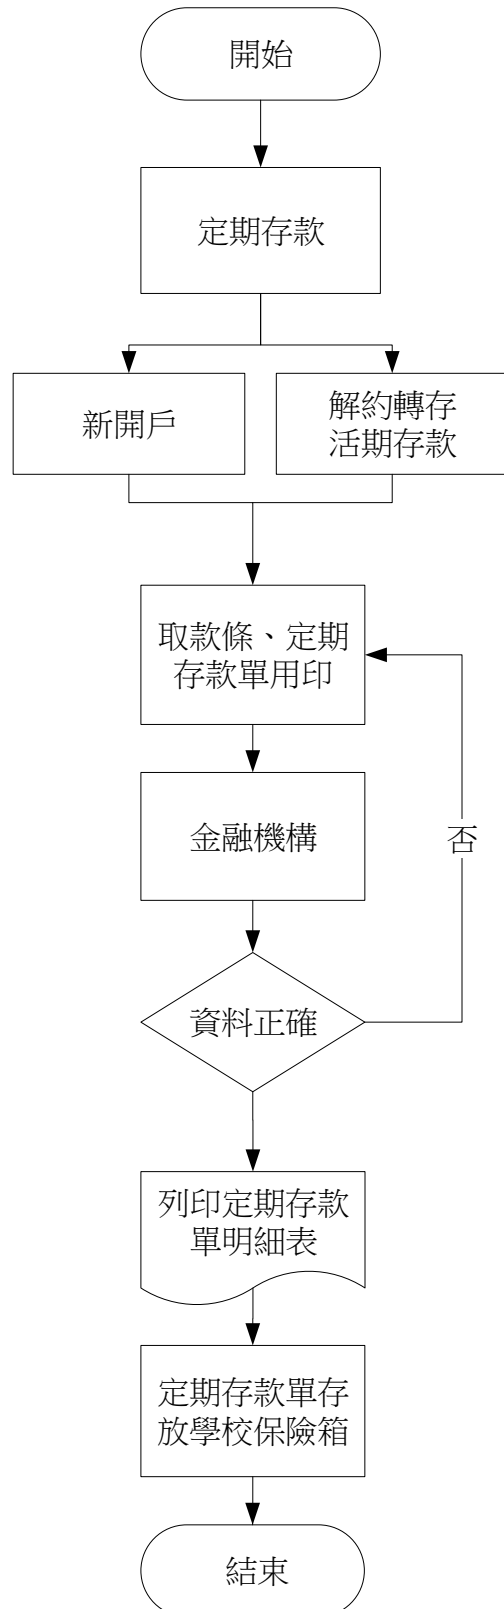 開始
定期存款
新開戶
解約轉存
活期存款
取款條、定期
存款單用印
金融機構
否
資料正確
列印定期存款
單明細表
定期存款單存
放學校保險箱
結束